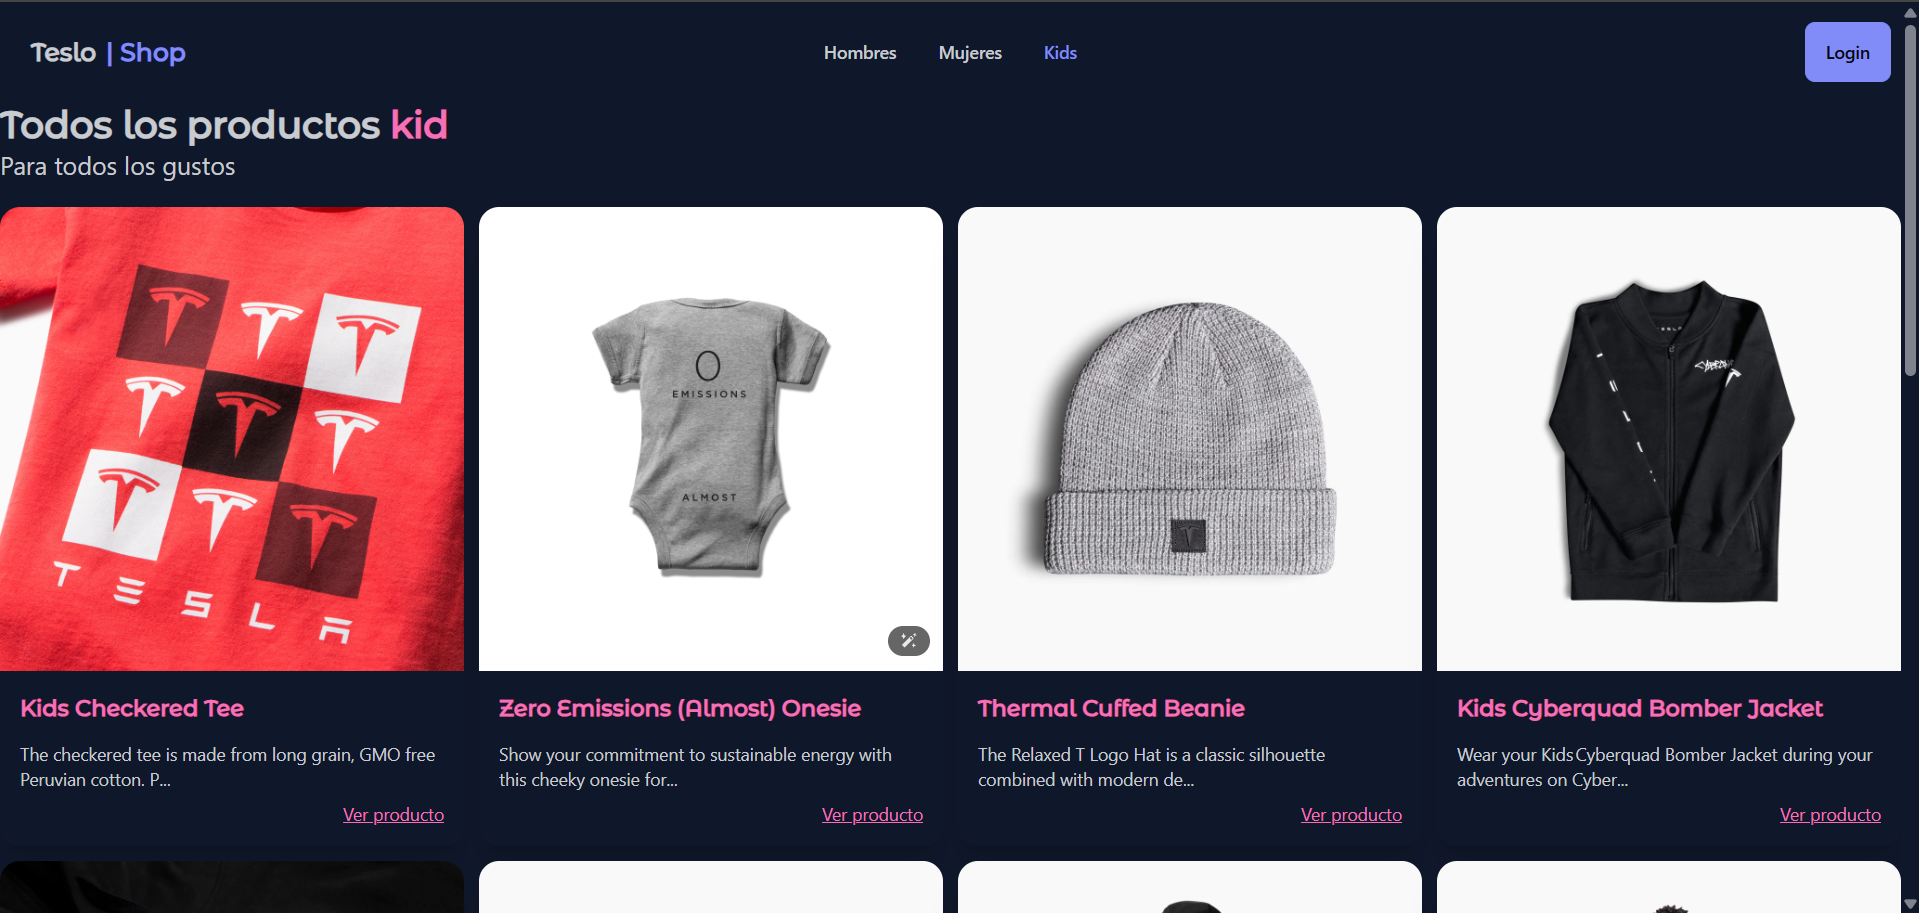 Teslo | Shop
Hombres
Mujeres
Kids
Login
Todos los productos kid
Para todos los gustos
TESLA
O
EMISSIONS
ALMOST
Kids Checkered Tee
The checkered tee is made from long grain, GMO free
Peruvian cotton. P...
Ver producto
Zero Emissions (Almost) Onesie
Show your commitment to sustainable energy with
this cheeky onesie for...
Ver producto
Thermal Cuffed Beanie
The Relaxed T Logo Hat is a classic silhouette
combined with modern de...
Ver producto
Kids Cyberquad Bomber Jacket
Wear your Kids Cyberquad Bomber Jacket during your
adventures on Cyber...
Ver producto